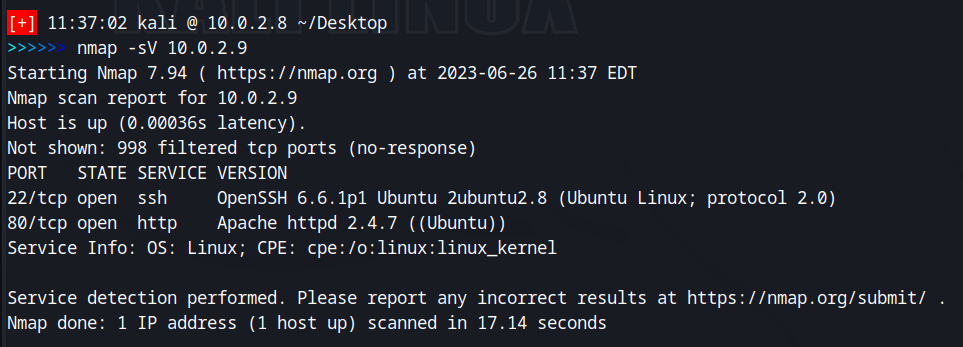 KALI LINUX
[+] 11:37:02 kali @ 10.0.2.8 ~/Desktop
>>>>>> nmap -sV 10.0.2.9
Starting Nmap 7.94 ( https://nmap.org ) at 2023-06-26 11:37 EDT
Nmap scan report for 10.0.2.9
Host is up (0.00036s latency).
Not shown: 998 filtered tcp ports (no-response)
PORT   STATE SERVICE VERSION
22/tcp open  ssh     OpenSSH 6.6.1p1 Ubuntu 2ubuntu2.8 (Ubuntu Linux; protocol 2.0)
80/tcp open  http    Apache httpd 2.4.7 ((Ubuntu))
Service Info: OS: Linux; CPE: cpe:/o:linux:linux_kernel

Service detection performed. Please report any incorrect results at https://nmap.org/submit/ .
Nmap done: 1 IP address (1 host up) scanned in 17.14 seconds